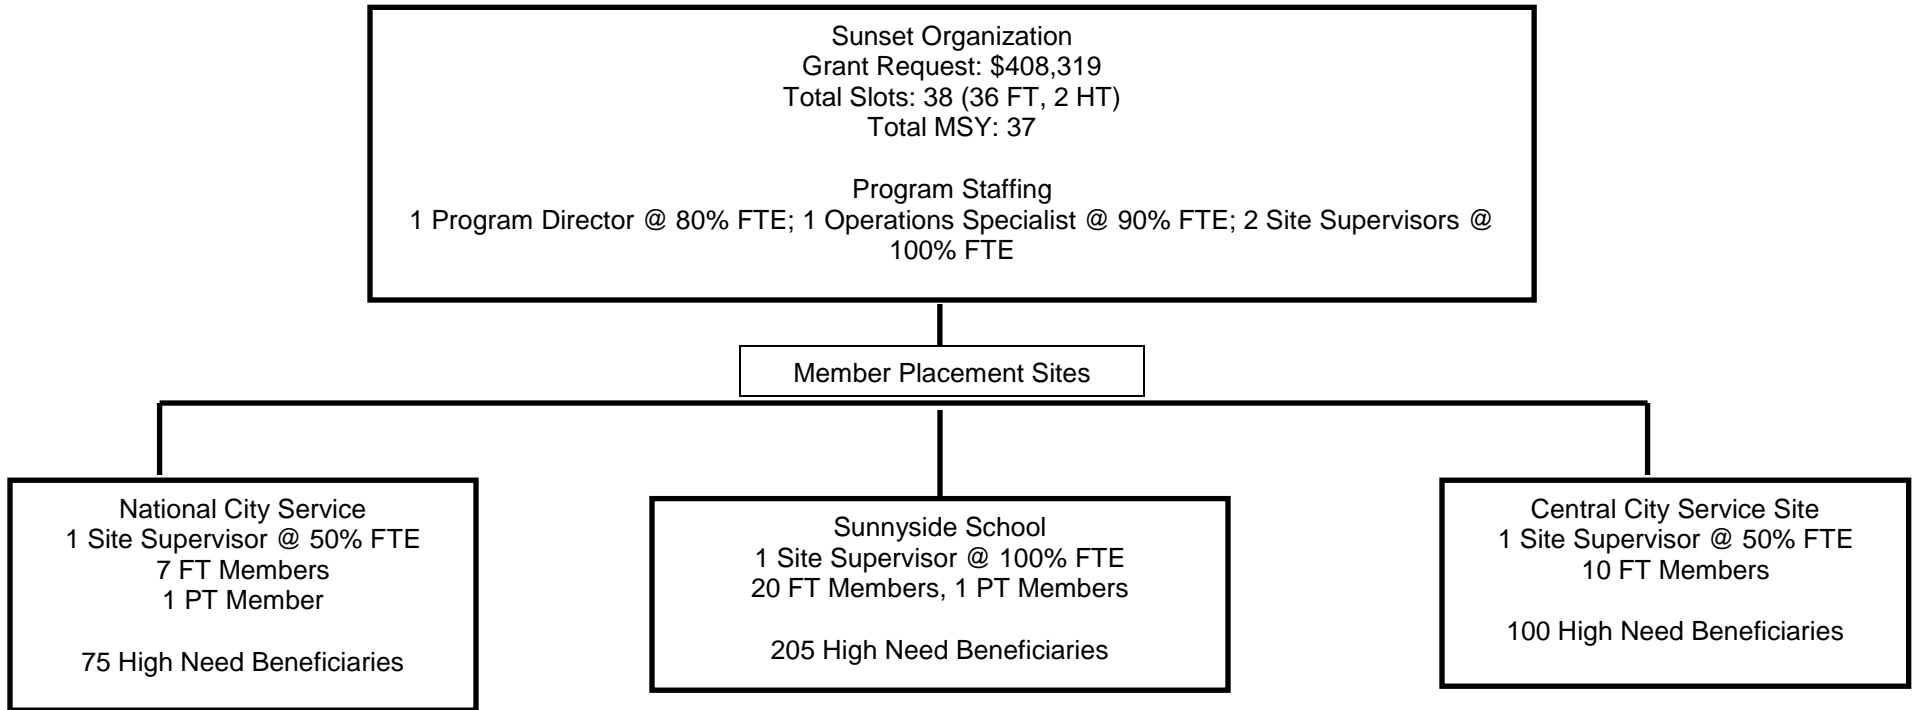 Sunset Organization
Grant Request: $408,319
Total Slots: 38 (36 FT, 2 HT)
Total MSY: 37
Program Staffing
1 Program Director @ 80% FTE; 1 Operations Specialist @ 90% FTE; 2 Site Supervisors @
100% FTE
Member Placement Sites
National City Service
1 Site Supervisor @ 50% FTE
7 FT Members
1 PT Member
75 High Need Beneficiaries
Sunnyside School
1 Site Supervisor @ 100% FTE
20 FT Members, 1 PT Members
205 High Need Beneficiaries
Central City Service Site
1 Site Supervisor @ 50% FTE
10 FT Members
100 High Need Beneficiaries